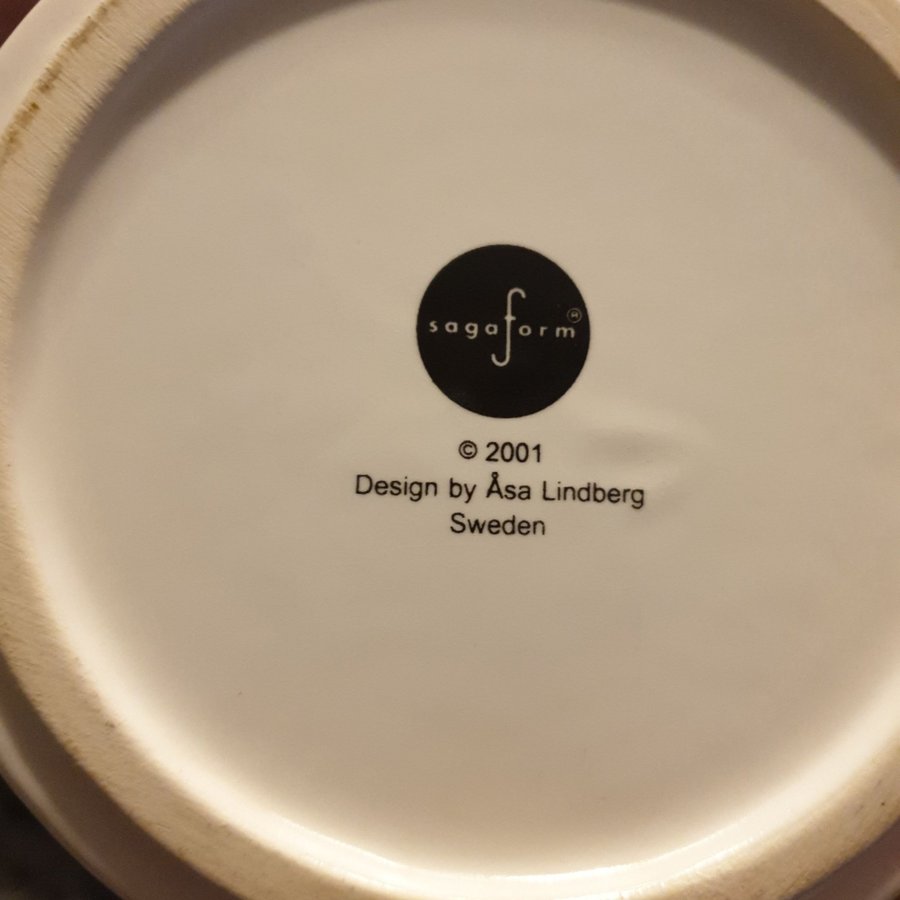 sagaform
© 2001
Design by Åsa Lindberg
Sweden